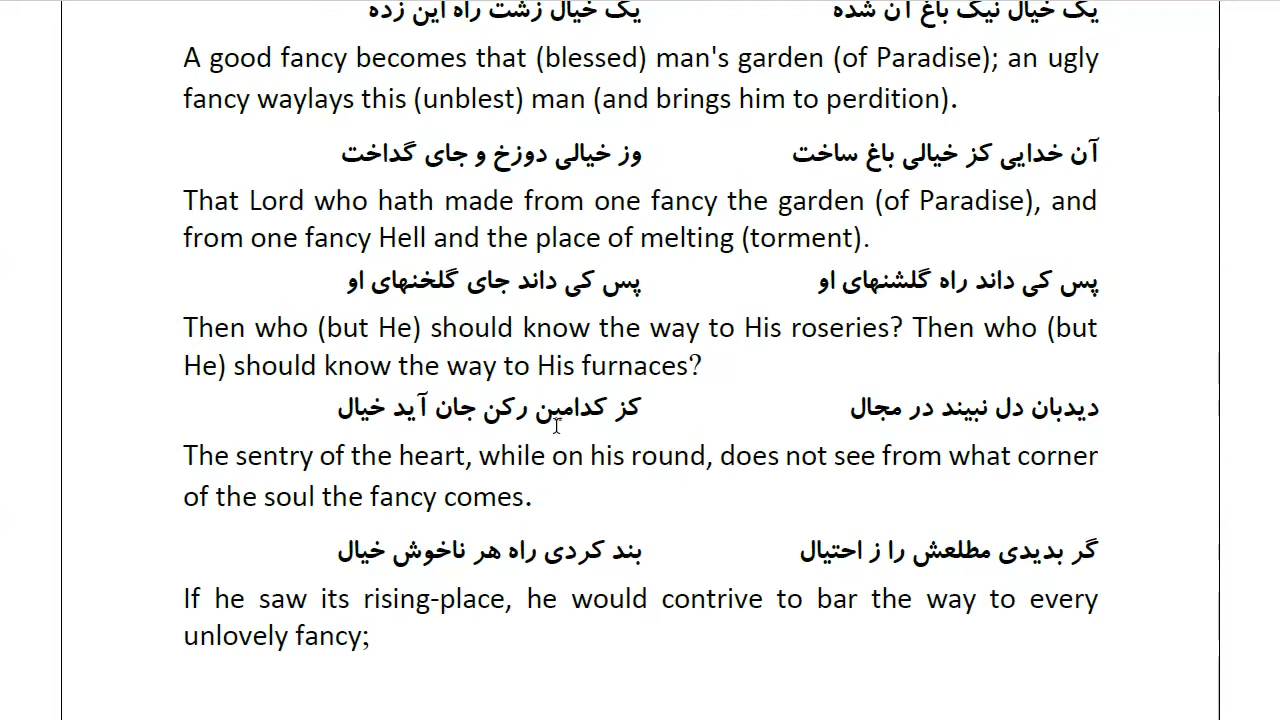 یک خیال نیک باغ آن شده یک خیال زشت راه این زده
A good fancy becomes that (blessed) man's garden (of Paradise); an ugly
fancy waylays this (unblest) man (and brings him to perdition).
آن خدایی کز خیالی باغ ساخت وز خیالی دوزخ و جای گداخت
That Lord who hath made from one fancy the garden (of Paradise), and
from one fancy Hell and the place of melting (torment).
پس کی داند راه گلشنهای او پس کی داند جای گلخنهای او
Then who (but He) should know the way to His roseries? Then who (but
He) should know the way to His furnaces?
دیدبان دل نبیند در مجال کز کدامین رکن جان آید خیال
The sentry of the heart, while on his round, does not see from what corner
of the soul the fancy comes.
گر بدیدی مطلعش را ز احتیال بند کردی راه هر ناخوش خیال
If he saw its rising-place, he would contrive to bar the way to every
unlovely fancy;